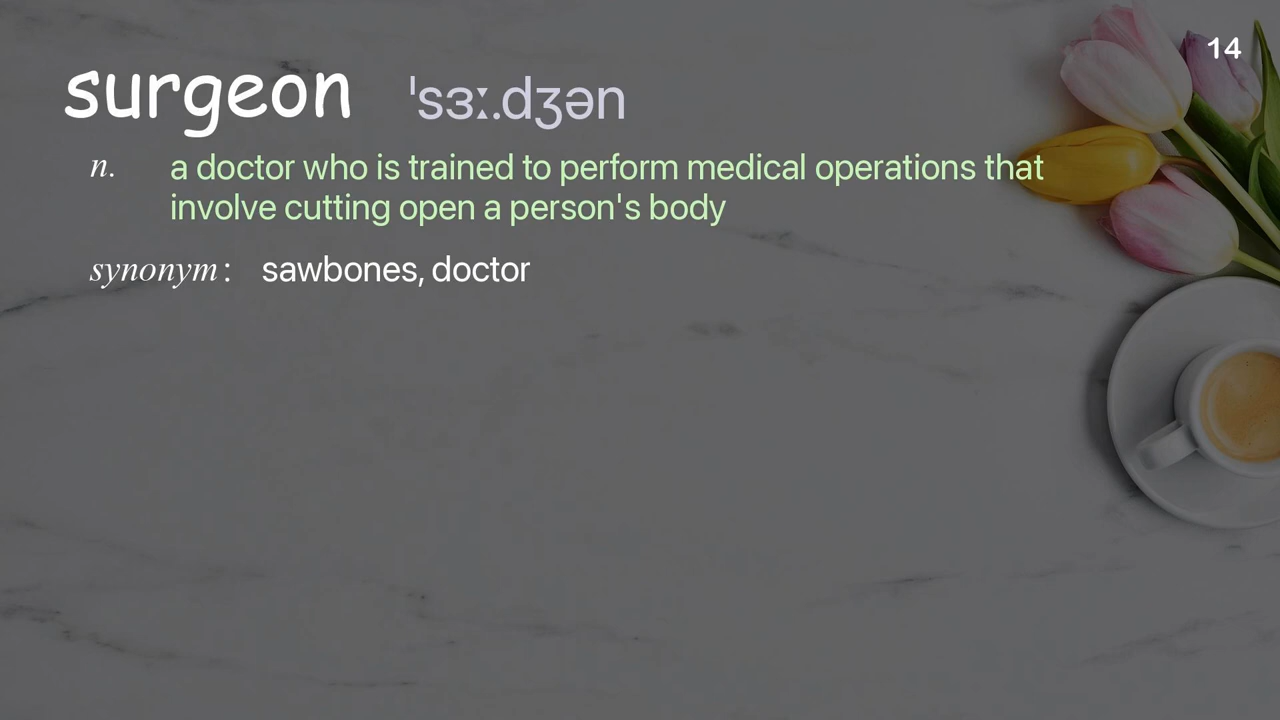 14
surgeon ˈsɜː.dʒən
n. a doctor who is trained to perform medical operations that
involve cutting open a person's body
synonym: sawbones, doctor